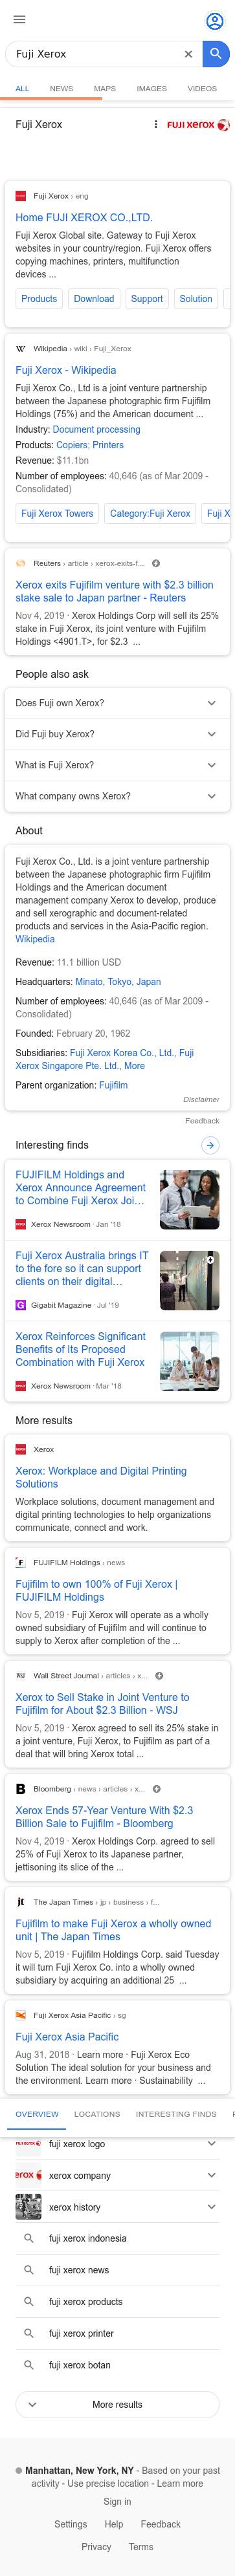 Fuji Xerox
ALL NEWS MAPS IMAGES VIDEOS
Fuji Xerox FUJI XEROX
Fuji Xerox › eng
Home FUJI XEROX CO.,LTD.
Fuji Xerox Global site. Gateway to Fuji Xerox
websites in your country/region. Fuji Xerox offers
copying machines, printers, multifunction
devices ...
Products Download Support Solution
W Wikipedia › wiki › Fuji_Xerox
Fuji Xerox - Wikipedia
Fuji Xerox Co., Ltd is a joint venture partnership
between the Japanese photographic firm Fujifilm
Holdings (75%) and the American document ...
Industry: Document processing
Products: Copiers; Printers
Revenue: $11.1bn
Number of employees: 40,646 (as of Mar 2009 -
Consolidated)
Fuji Xerox Towers Category:Fuji Xerox Fuji X
Reuters › article › xerox-exits-f...
Xerox exits Fujifilm venture with $2.3 billion
stake sale to Japan partner - Reuters
Nov 4, 2019 · Xerox Holdings Corp will sell its 25%
stake in Fuji Xerox, its joint venture with Fujifilm
Holdings <4901.T>, for $2.3 ...
People also ask
Does Fuji own Xerox?
Did Fuji buy Xerox?
What is Fuji Xerox?
What company owns Xerox?
About
Fuji Xerox Co., Ltd. is a joint venture partnership
between the Japanese photographic firm Fujifilm
Holdings and the American document
management company Xerox to develop, produce
and sell xerographic and document-related
products and services in the Asia-Pacific region.
Wikipedia
Revenue: 11.1 billion USD
Headquarters: Minato, Tokyo, Japan
Number of employees: 40,646 (as of Mar 2009 -
Consolidated)
Founded: February 20, 1962
Subsidiaries: Fuji Xerox Korea Co., Ltd., Fuji
Xerox Singapore Pte. Ltd., More
Parent organization: Fujifilm
Disclaimer
Feedback
Interesting finds
FUJIFILM Holdings and
Xerox Announce Agreement
to Combine Fuji Xerox Joi...
Xerox Newsroom · Jan '18
Fuji Xerox Australia brings IT
to the fore so it can support
clients on their digital...
G Gigabit Magazine · Jul '19
Xerox Reinforces Significant
Benefits of Its Proposed
Combination with Fuji Xerox
Xerox Newsroom · Mar '18
More results
Xerox
Xerox: Workplace and Digital Printing
Solutions
Workplace solutions, document management and
digital printing technologies to help organizations
communicate, connect and work.
F FUJIFILM Holdings › news
Fujifilm to own 100% of Fuji Xerox |
FUJIFILM Holdings
Nov 5, 2019 · Fuji Xerox will operate as a wholly
owned subsidiary of Fujifilm and will continue to
supply to Xerox after completion of the ...
WSJ Wall Street Journal › articles › x...
Xerox to Sell Stake in Joint Venture to
Fujifilm for About $2.3 Billion - WSJ
Nov 5, 2019 · Xerox agreed to sell its 25% stake in
a joint venture, Fuji Xerox, to Fujifilm as part of a
deal that will bring Xerox total ...
B Bloomberg › news › articles › x...
Xerox Ends 57-Year Venture With $2.3
Billion Sale to Fujifilm - Bloomberg
Nov 4, 2019 · Xerox Holdings Corp. agreed to sell
25% of Fuji Xerox to its Japanese partner,
jettisoning its slice of the ...
jt The Japan Times › jp › business › f...
Fujifilm to make Fuji Xerox a wholly owned
unit | The Japan Times
Nov 5, 2019 · Fujifilm Holdings Corp. said Tuesday
it will turn Fuji Xerox Co. into a wholly owned
subsidiary by acquiring an additional 25 ...
Fuji Xerox Asia Pacific › sg
Fuji Xerox Asia Pacific
Aug 31, 2018 · Learn more · Fuji Xerox Eco
Solution The ideal solution for your business and
the environment. Learn more · Sustainability ...
OVERVIEW LOCATIONS INTERESTING FINDS
fuji xerox logo
xerox company
xerox history
fuji xerox indonesia
fuji xerox news
fuji xerox products
fuji xerox printer
fuji xerox botan
More results
Manhattan, New York, NY - Based on your past
activity - Use precise location - Learn more
Sign in
Settings Help Feedback
Privacy Terms